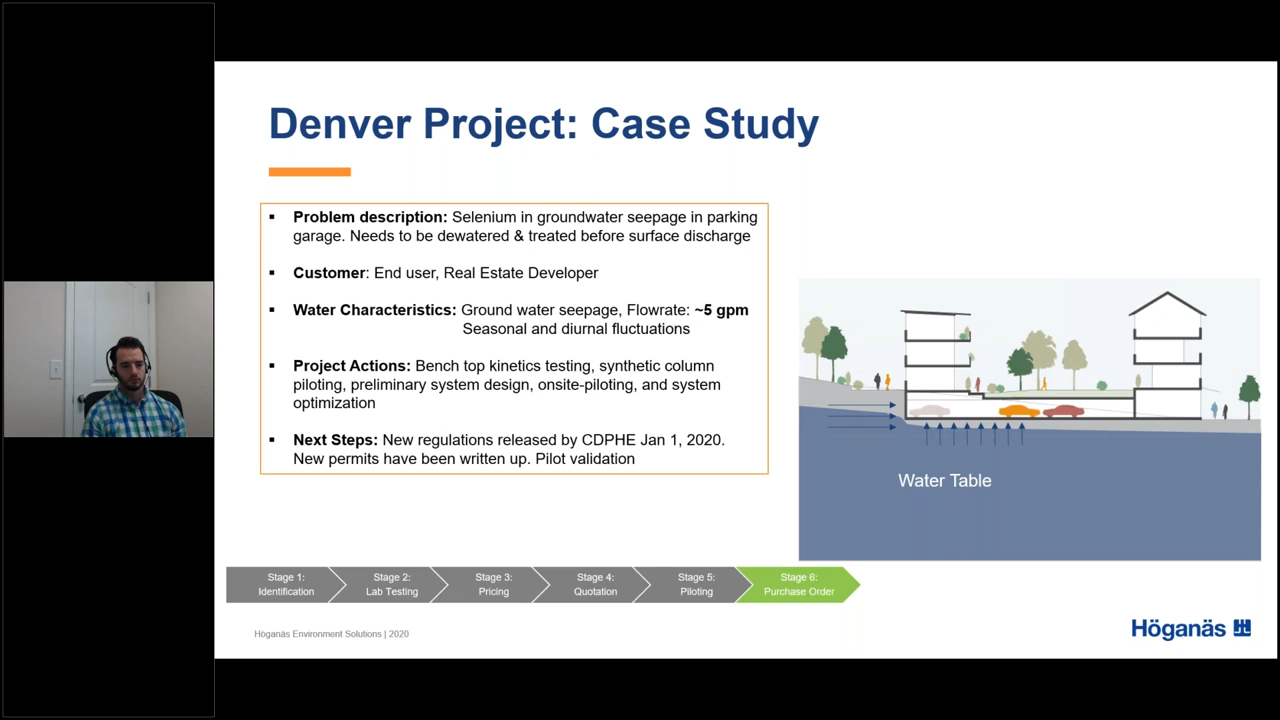 Denver Project: Case Study
▪ Problem description: Selenium in groundwater seepage in parking
garage. Needs to be dewatered & treated before surface discharge
▪ Customer: End user, Real Estate Developer
▪ Water Characteristics: Ground water seepage, Flowrate: ~5 gpm
Seasonal and diurnal fluctuations
▪ Project Actions: Bench top kinetics testing, synthetic column
piloting, preliminary system design, onsite-piloting, and system
optimization
▪ Next Steps: New regulations released by CDPHE Jan 1, 2020.
New permits have been written up. Pilot validation
Water Table
Stage 1:
Identification
Stage 2:
Lab Testing
Stage 3:
Pricing
Stage 4:
Quotation
Stage 5:
Piloting
Stage 6:
Purchase Order
Höganäs Environment Solutions | 2020
Höganäs